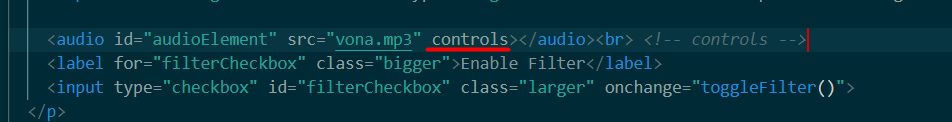 <audio id="audioElement" src="vona.mp3" controls></audio><br> <!-- controls -->
<label for="filterCheckbox" class="bigger">Enable Filter</label>
<input type="checkbox" id="filterCheckbox" class="larger" onchange="toggleFilter()">
</p>